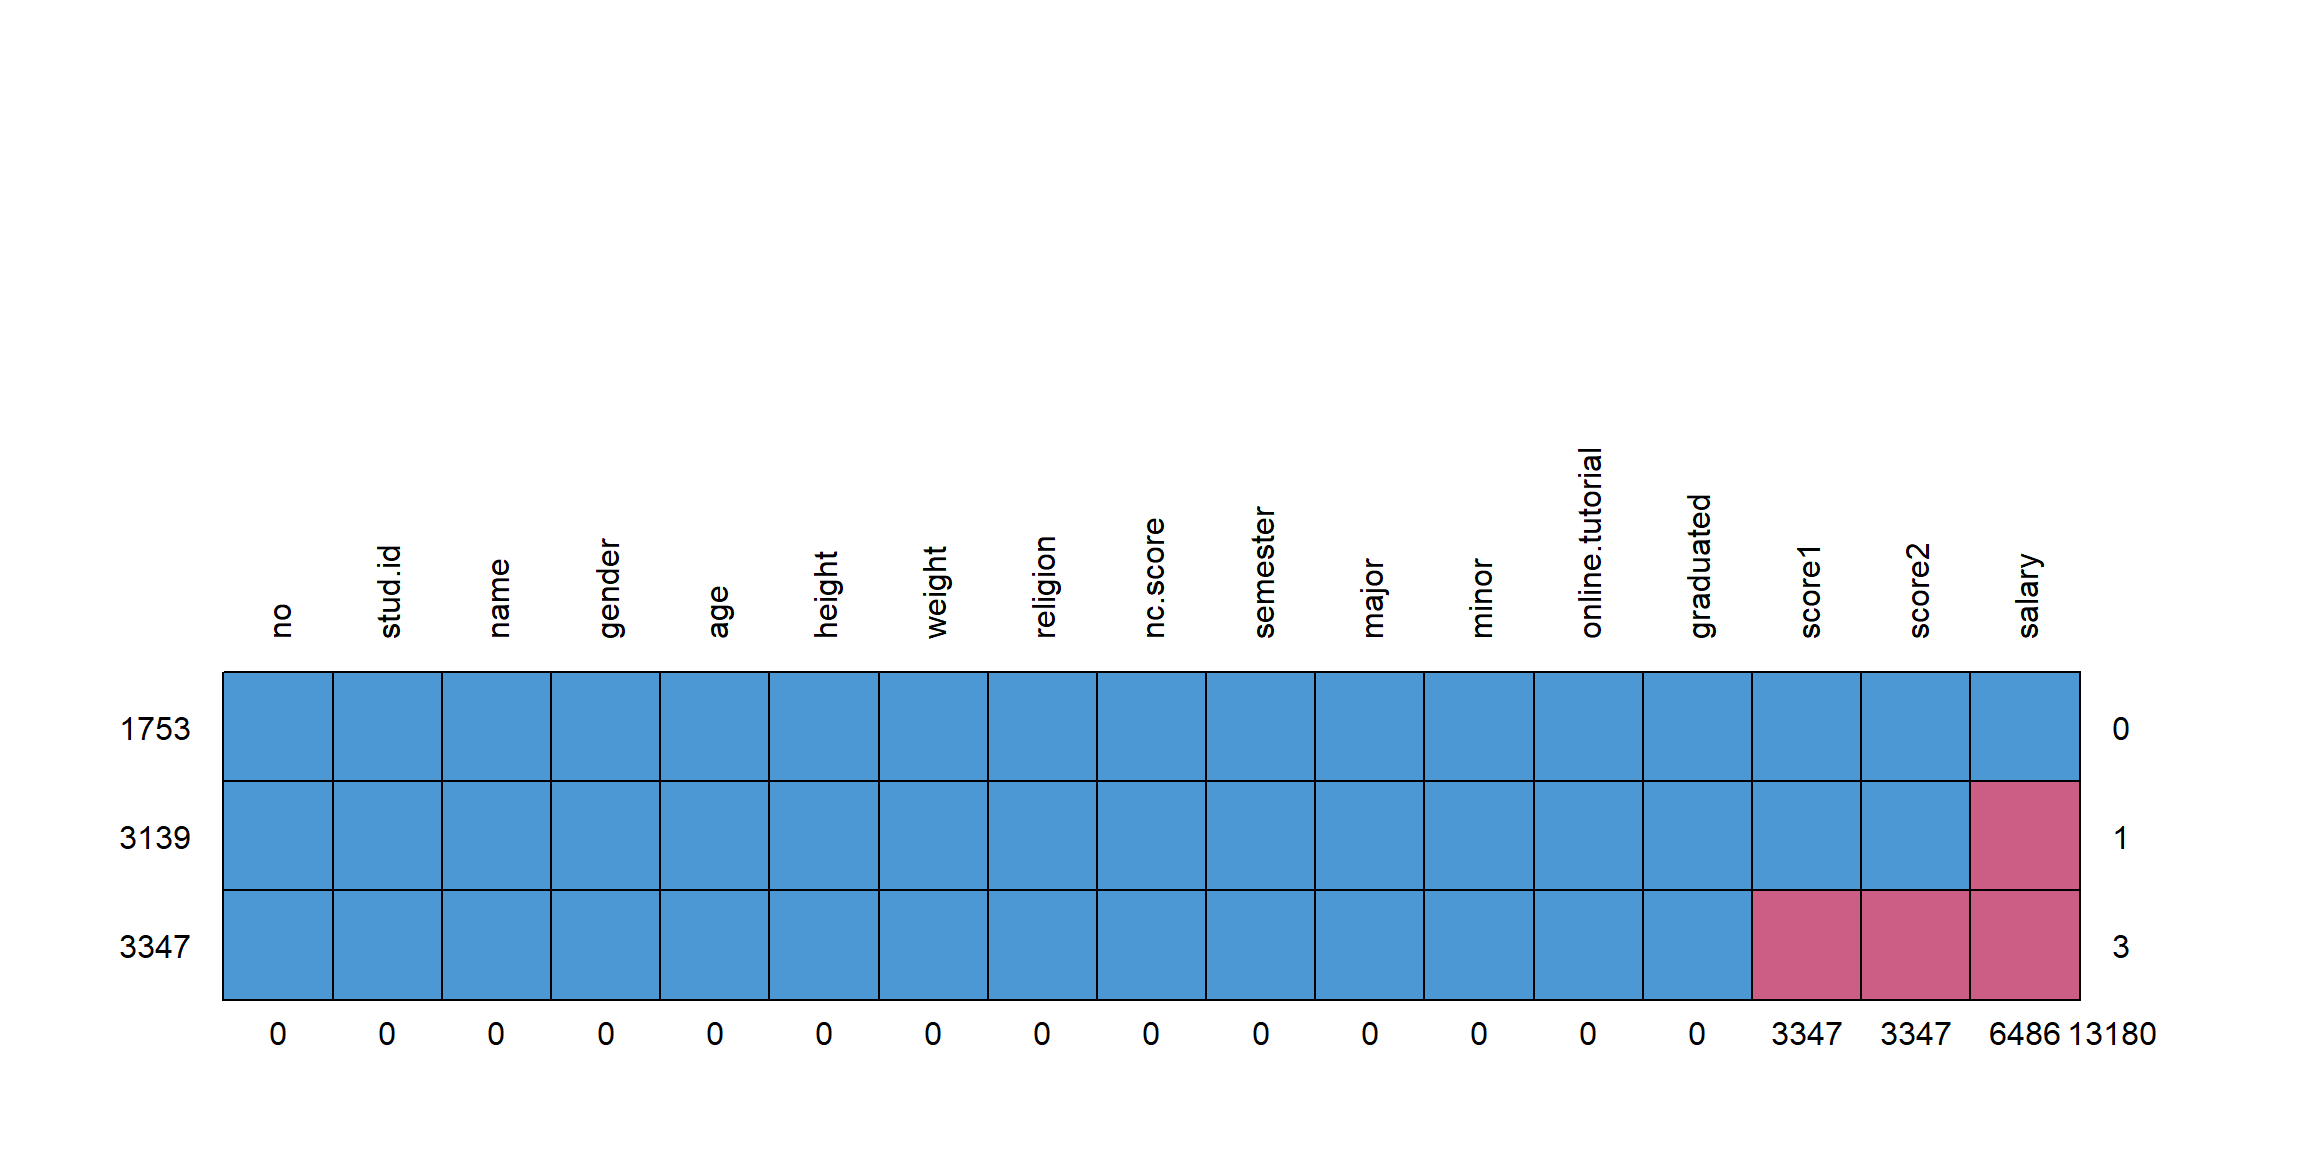 no stud.id name gender age height weight religion nc.score semester major minor online.tutorial graduated score1 score2 salary
1753 0
3139 1
3347 3
0 0 0 0 0 0 0 0 0 0 0 0 0 0 3347 3347 6486 13180